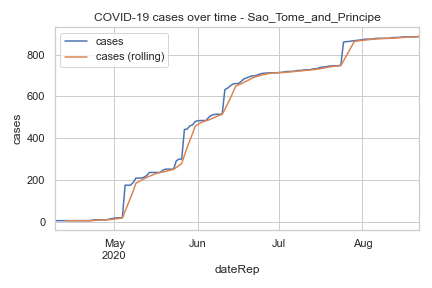 COVID-19 cases over time - Sao_Tome_and_Principe
cases
cases (rolling)
800
600
400
200
0
cases
May
2020
Jun
Jul
Aug
dateRep